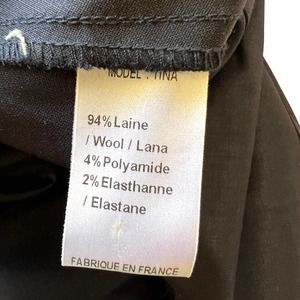 MODEL : TINA
94% Laine
/ Wool / Lana
4% Polyamide
2% Elasthanne
/ Elastane
FABRIQUE EN FRANCE